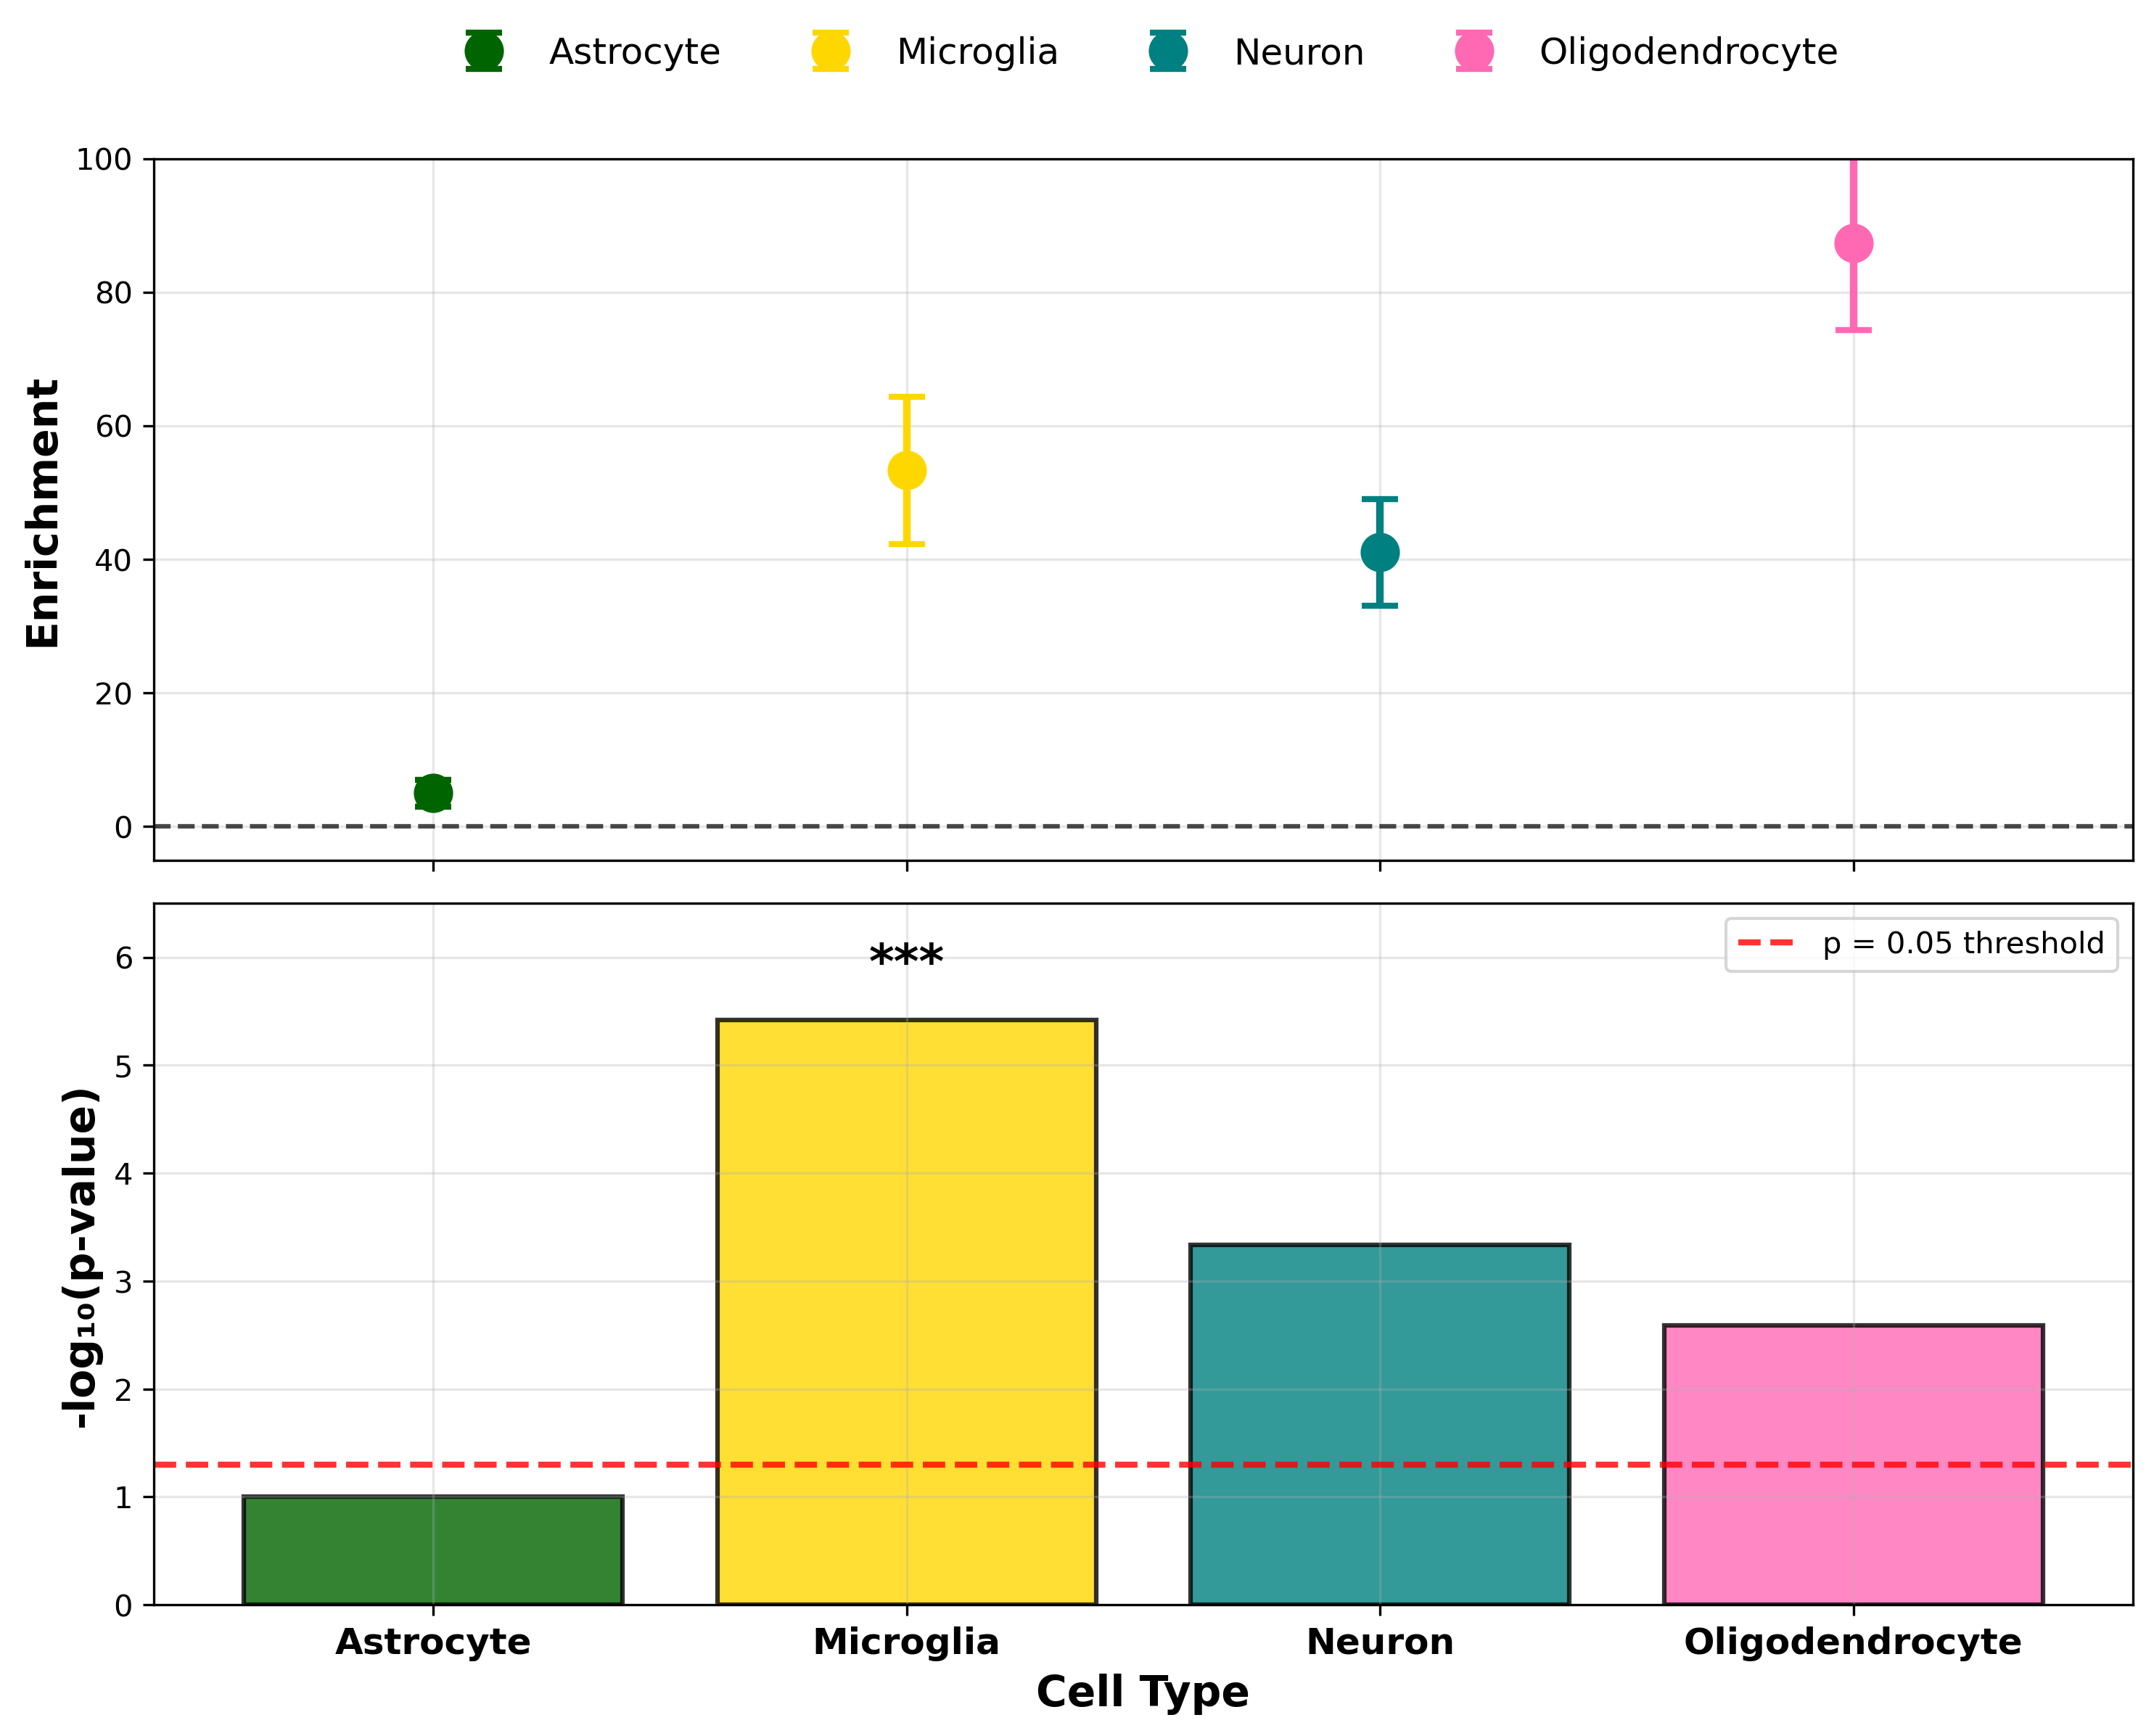 Astrocyte Microglia Neuron Oligodendrocyte
100
80
60
40
20
0
Enrichment
***
p = 0.05 threshold
6
5
4
3
2
1
0
-log₁₀(p-value)
Astrocyte Microglia Neuron Oligodendrocyte
Cell Type